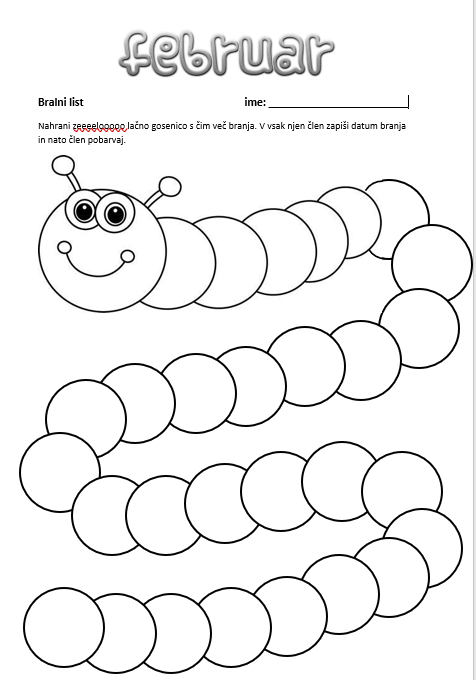 februar
Bralni list ime: ____________________
Nahrani zeeeelooooo lačno gosenico s čim več branja. V vsak njen člen zapiši datum branja
in nato člen pobarvaj.